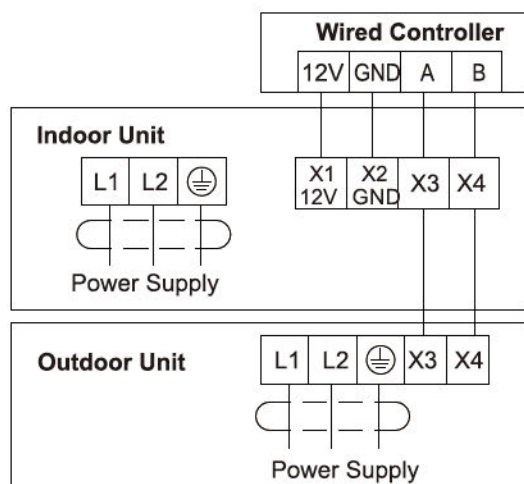 Wired Controller
12V GND A B
Indoor Unit
L1 L2
X1 12V X2 GND X3 X4
Power Supply
Outdoor Unit
L1 L2 X3 X4
Power Supply